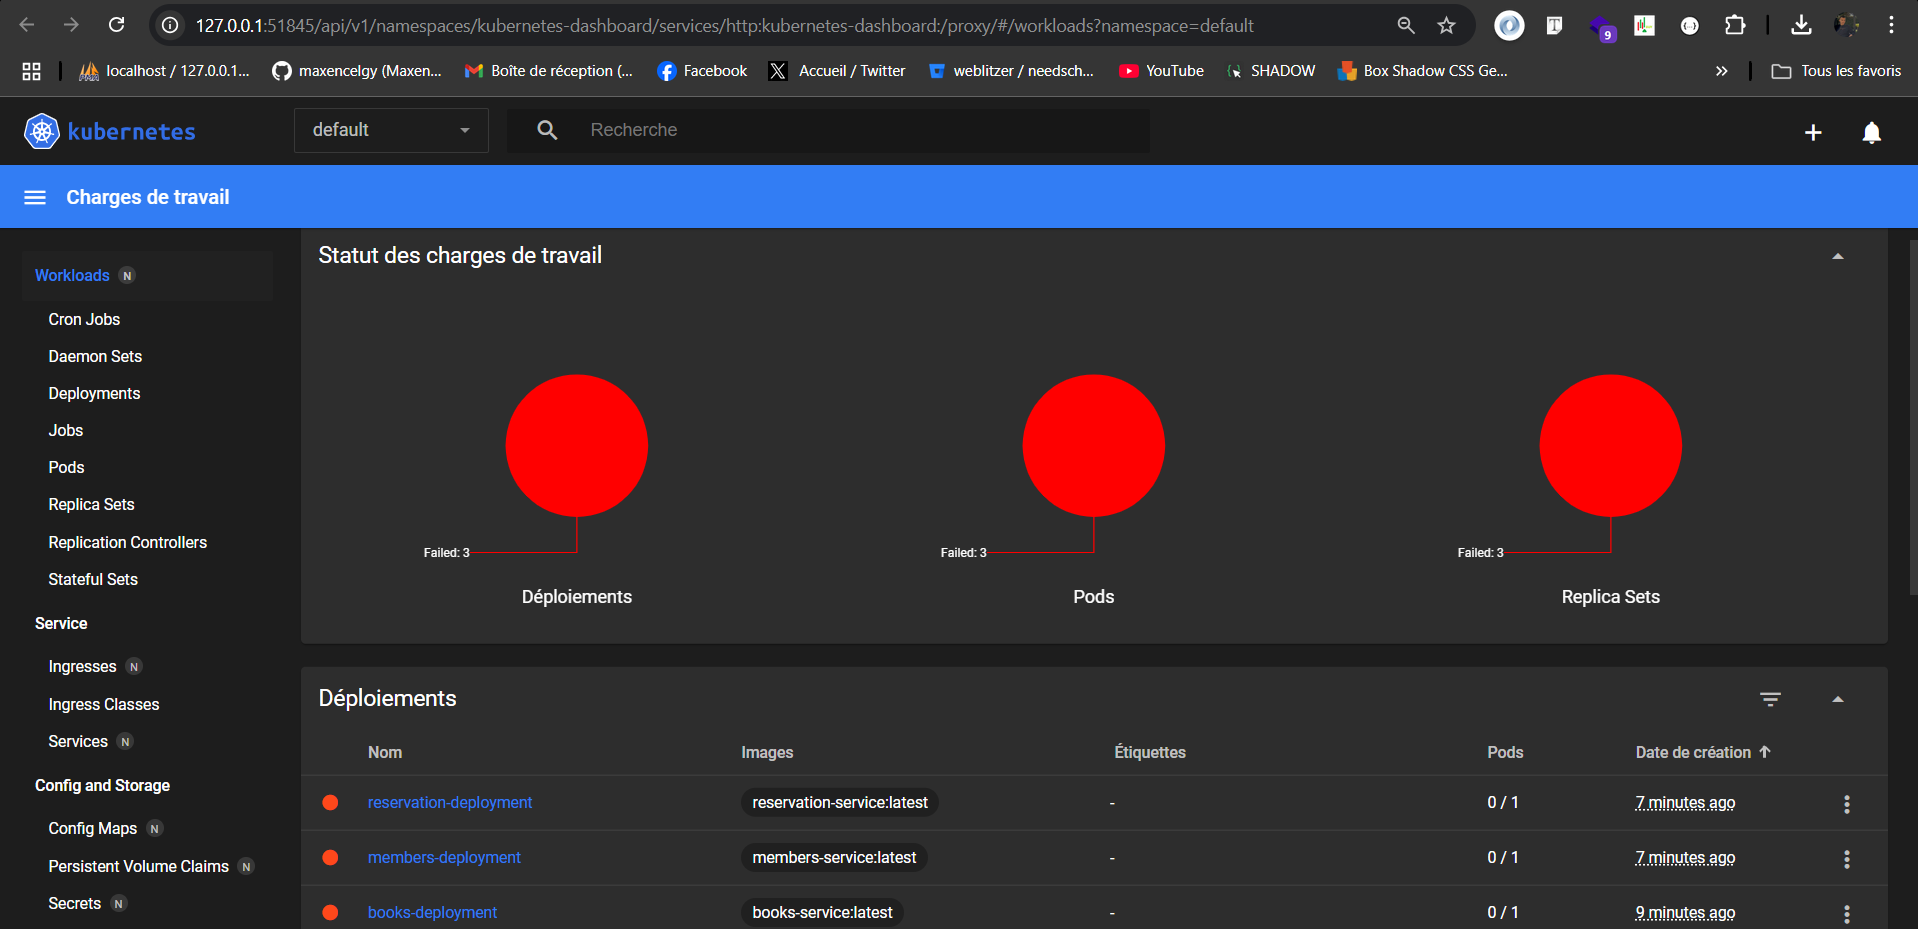 127.0.0.1:51845/api/v1/namespaces/kubernetes-dashboard/services/http:kubernetes-dashboard:/proxy/#/workloads?namespace=default
9
localhost / 127.0.0.1...
maxencelgy (Maxen...
Boîte de réception (...
Facebook
Accueil / Twitter
weblitzer / needsch...
YouTube
SHADOW
Box Shadow CSS Ge...
Tous les favoris
kubernetes
default
Recherche
Charges de travail
Workloads N
Cron Jobs
Daemon Sets
Deployments
Jobs
Pods
Replica Sets
Replication Controllers
Stateful Sets
Service
Ingresses N
Ingress Classes
Services N
Config and Storage
Config Maps N
Persistent Volume Claims N
Secrets N
Statut des charges de travail
Failed: 3
Déploiements
Failed: 3
Pods
Failed: 3
Replica Sets
Déploiements
Nom Images Étiquettes Pods Date de création
reservation-deployment reservation-service:latest - 0 / 1 7 minutes ago
members-deployment members-service:latest - 0 / 1 7 minutes ago
books-deployment books-service:latest - 0 / 1 9 minutes ago